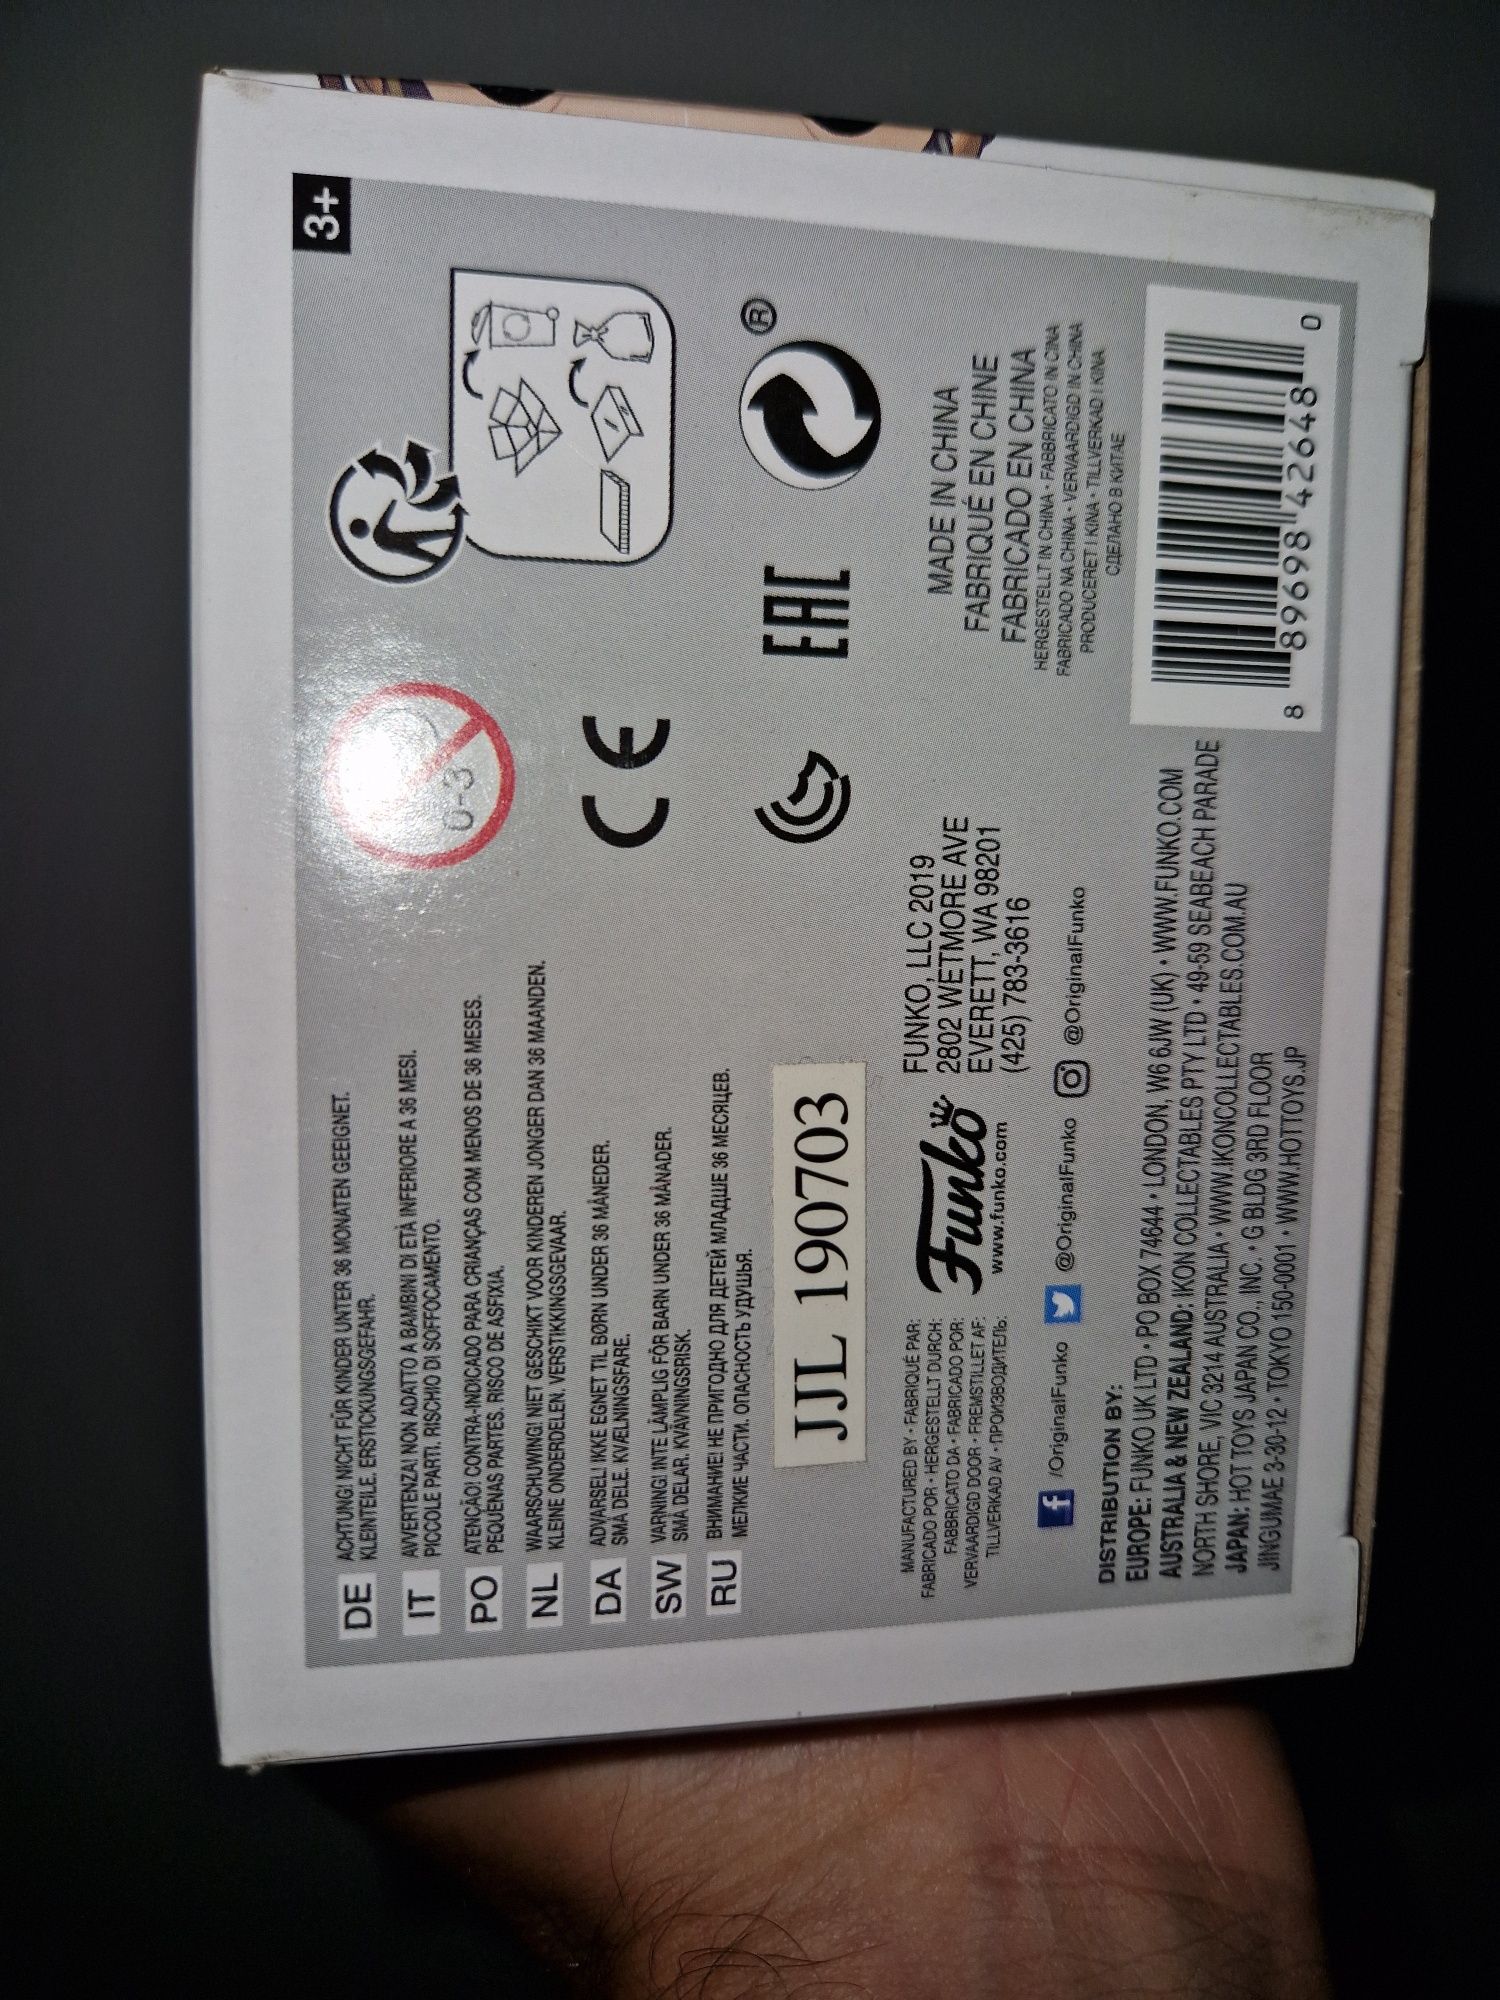 3+
DE ACHTUNG! NICHT FÜR KINDER UNTER 36 MONATEN GEEIGNET.
KLEINTEILE. ERSTICKUNGSGEFAHR.
IT AVVERTENZA! NON ADATTO A BAMBINI DI ETÀ INFERIORE A 36 MESI.
PICCOLE PARTI. RISCHIO DI SOFFOCAMENTO.
PO ATENÇÃO! CONTRA-INDICADO PARA CRIANÇAS COM MENOS DE 36 MESES.
PEQUENAS PARTES. RISCO DE ASFIXIA.
NL WAARSCHUWING! NIET GESCHIKT VOOR KINDEREN JONGER DAN 36 MAANDEN.
KLEINE ONDERDELEN. VERSTIKKINGSGEVAAR.
DA ADVARSEL! IKKE EGNET TIL BØRN UNDER 36 MÅNEDER.
SMÅ DELE. KVÆLNINGSFARE.
SW VARNING! INTE LÄMPLIG FÖR BARN UNDER 36 MÅNADER.
SMÅ DELAR. KVÄVNINGSRISK.
RU ВНИМАНИЕ! НЕ ПРИГОДНО ДЛЯ ДЕТЕЙ МЛАДШЕ 36 МЕСЯЦЕВ.
МЕЛКИЕ ЧАСТИ. ОПАСНОСТЬ УДУШЬЯ.
0-3
CE
EAC
®
JJL 190703
MANUFACTURED BY • FABRIQUÉ PAR:
FABRICADO POR • HERGESTELLT DURCH:
FABBRICATO DA • FABRICADO POR:
VERVAARDIGD DOOR • FREMSTILLET AF:
TILLVERKAD AV • ПРОИЗВОДИТЕЛЬ:
Funko
www.funko.com
FUNKO, LLC 2019
2802 WETMORE AVE
EVERETT, WA 98201
(425) 783-3616
/OriginalFunko @OriginalFunko @OriginalFunko
DISTRIBUTION BY:
EUROPE: FUNKO UK LTD • PO BOX 74644 • LONDON, W6 6JW (UK) • WWW.FUNKO.COM
AUSTRALIA & NEW ZEALAND: IKON COLLECTABLES PTY LTD • 49-59 SEABEACH PARADE
NORTH SHORE, VIC 3214 AUSTRALIA • WWW.IKONCOLLECTABLES.COM.AU
JAPAN: HOT TOYS JAPAN CO., INC. • G BLDG 3RD FLOOR
JINGUMAE 3-30-12 • TOKYO 150-0001 • WWW.HOTTOYS.JP
MADE IN CHINA
FABRIQUÉ EN CHINE
FABRICADO EN CHINA
HERGESTELLT IN CHINA • FABBRICATO IN CINA
FABRICADO NA CHINA • VERVAARDIGD IN CHINA
PRODUCERET I KINA • TILLVERKAD I KINA
СДЕЛАНО В КИТАЕ
8 89698 42648 0